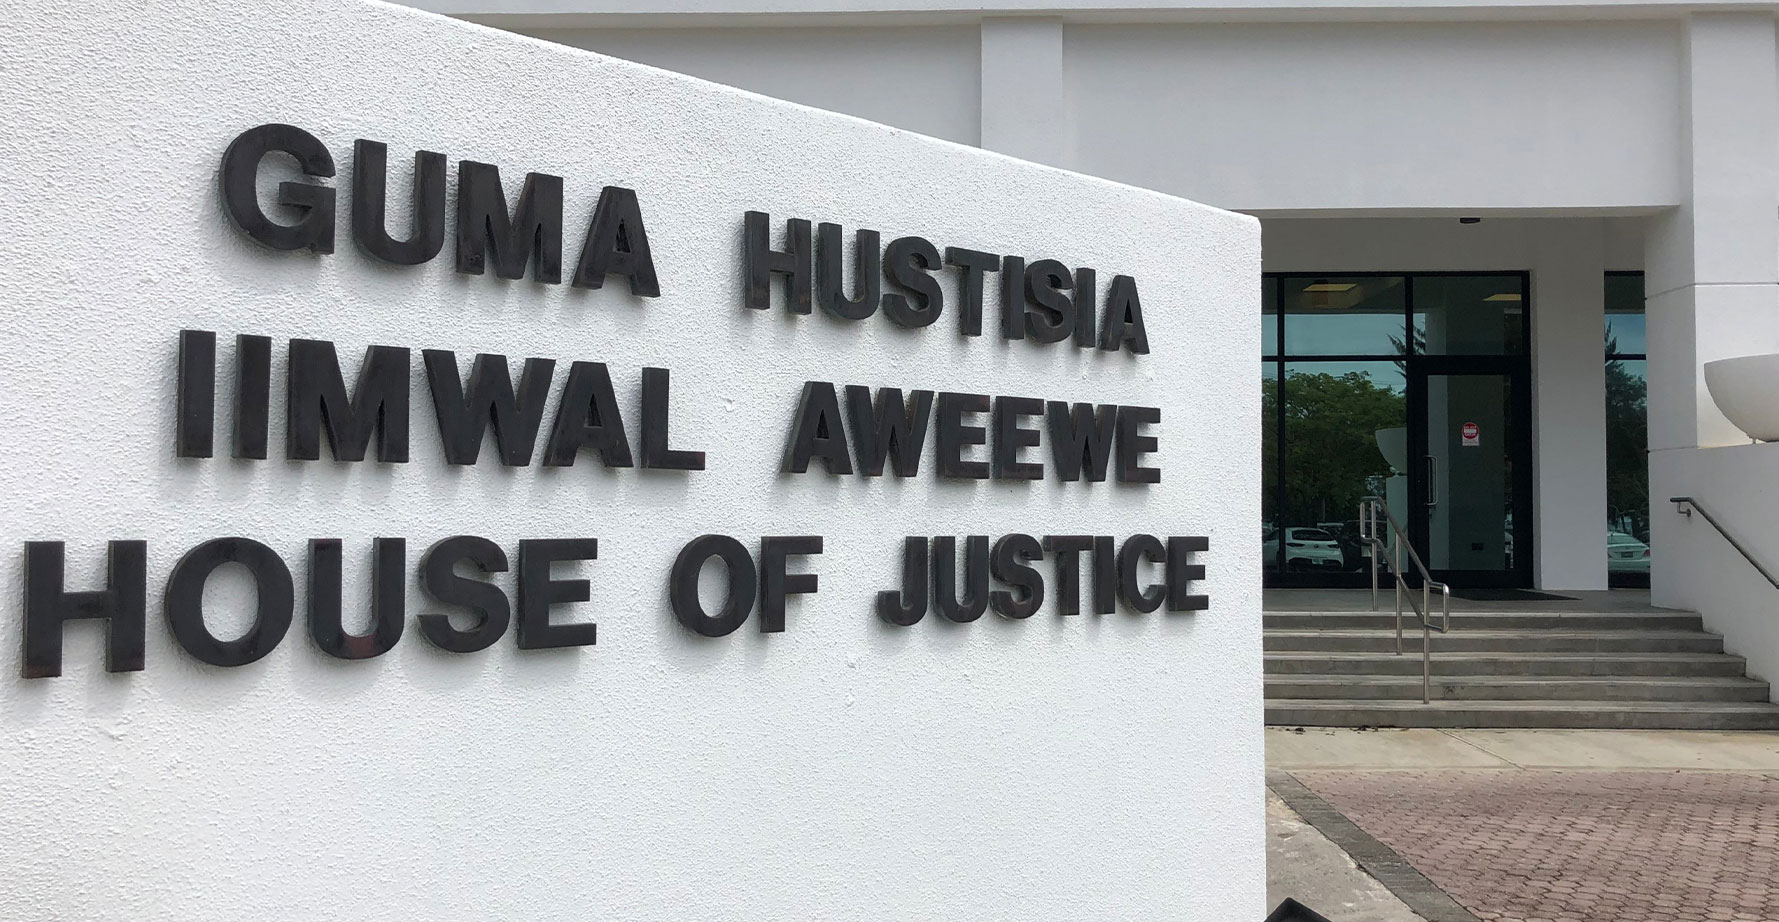 GUMA HUSTISIA
IIMWAL AWEEWE
HOUSE OF JUSTICE